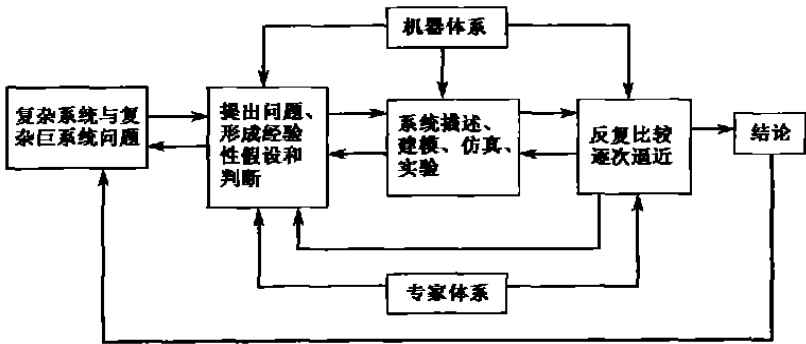 机器体系
复杂系统与复
杂巨系统问题
提出问题、
形成经验
性假设和
判断
系统描述、
建模、仿真、
实验
反复比较
逐次逼近
结论
专家体系